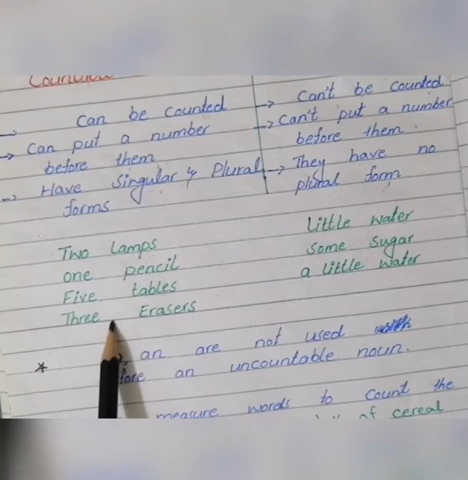 Countable
→ Can be counted
→ Can put a number
before them
→ Have Singular & Plural
forms
→ Can't be counted
→ Can't put a number
before them.
→ They have no
plural form
Two Lamps
one pencil
Five tables
Three Erasers
Little water
Some sugar
a little water
* an are not used
an uncountable noun.
measure words to count the
of cereal